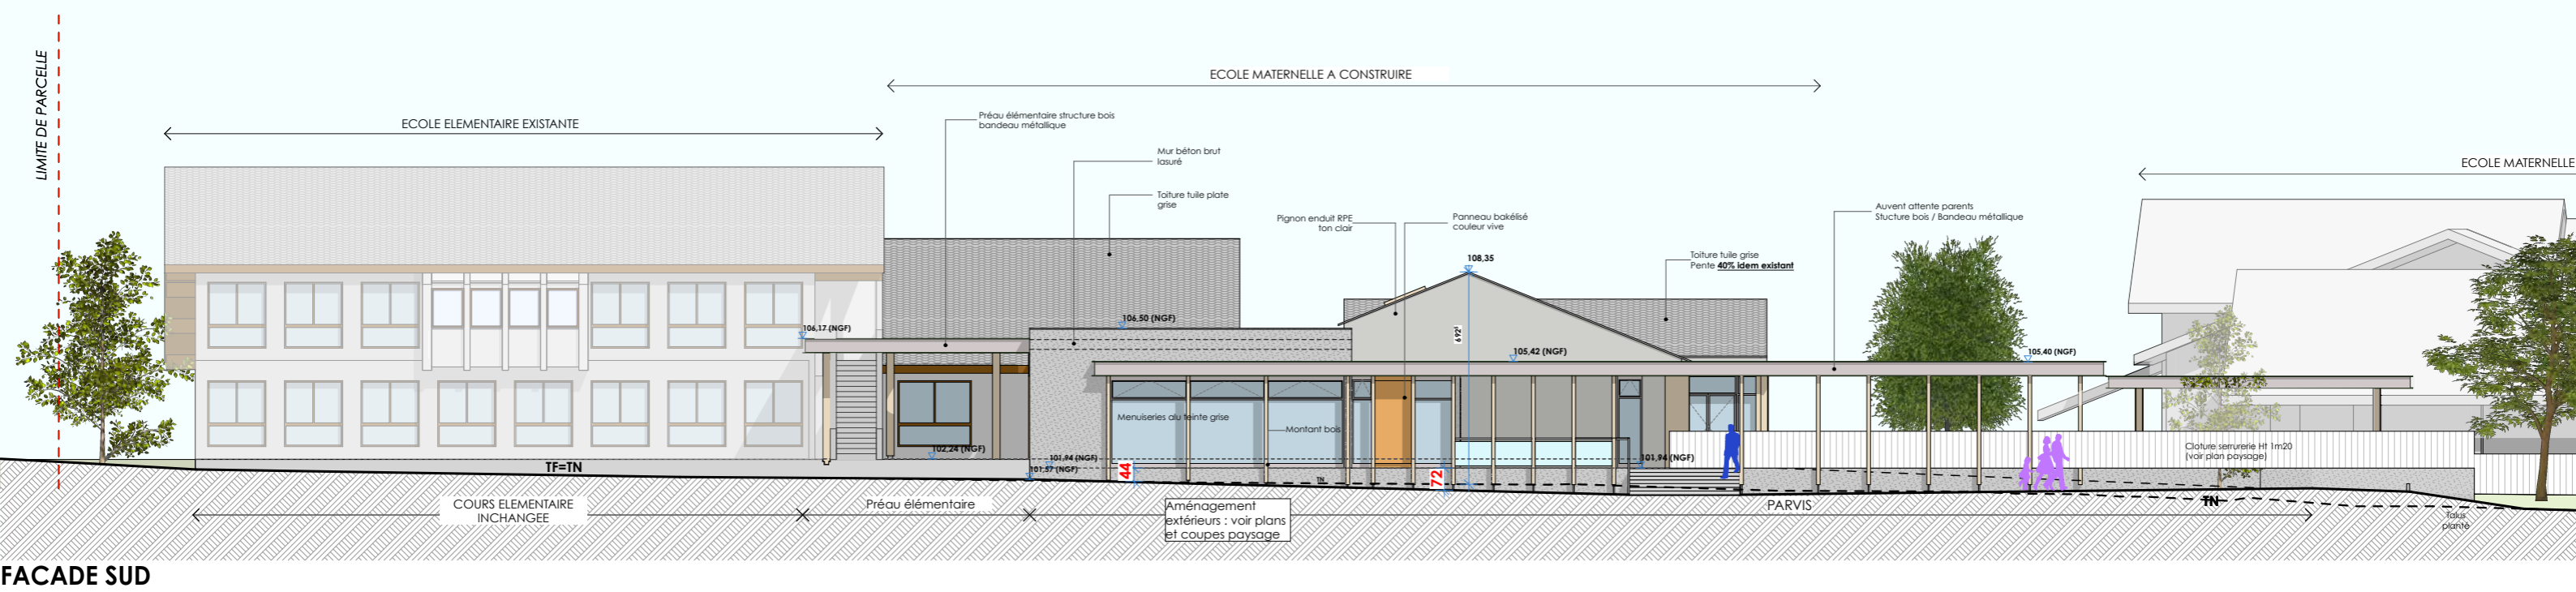 LIMITE DE PARCELLE
ECOLE ELEMENTAIRE EXISTANTE
ECOLE MATERNELLE A CONSTRUIRE
ECOLE MATERNELLE
Préau élémentaire structure bois
bandeau métallique
Mur béton brut
lasuré
Toiture tuile plate
grise
Pignon enduit RPE
ton clair
Panneau bakélisé
couleur vive
Auvent attente parents
Stucture bois / Bandeau métallique
Toiture tuile grise
Pente 40% idem existant
108,35
692⁵
106,17 (NGF)
106,50 (NGF)
105,42 (NGF)
105,40 (NGF)
Menuiseries alu teinte grise
Montant bois
102,24 (NGF)
101,94 (NGF)
101,57 (NGF)
101,94 (NGF)
44
72
TN
Cloture serrurerie Ht 1m20
(voir plan paysage)
TF=TN
TN
COURS ELEMENTAIRE
INCHANGEE
Préau élémentaire
Aménagement
extérieurs : voir plans
et coupes paysage
PARVIS
Talus
planté
FACADE SUD